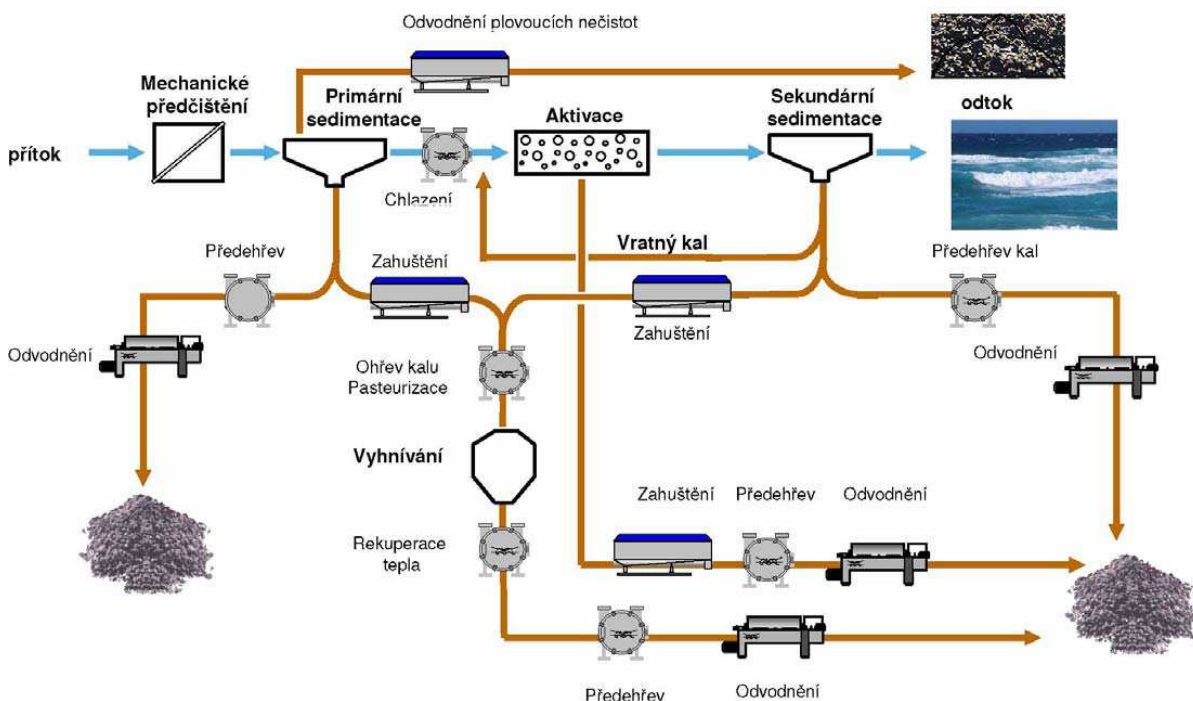 Odvodnění plovoucích nečistot
Mechanické
předčištění
Primární
sedimentace
Aktivace
Sekundární
sedimentace
odtok
přítok
Chlazení
Předehřev
Zahuštění
Vratný kal
Předehřev kal
Odvodnění
Zahuštění
Odvodnění
Ohřev kalu
Pasteurizace
Vyhnívání
Zahuštění
Předehřev
Odvodnění
Rekuperace
tepla
Předehřev
Odvodnění